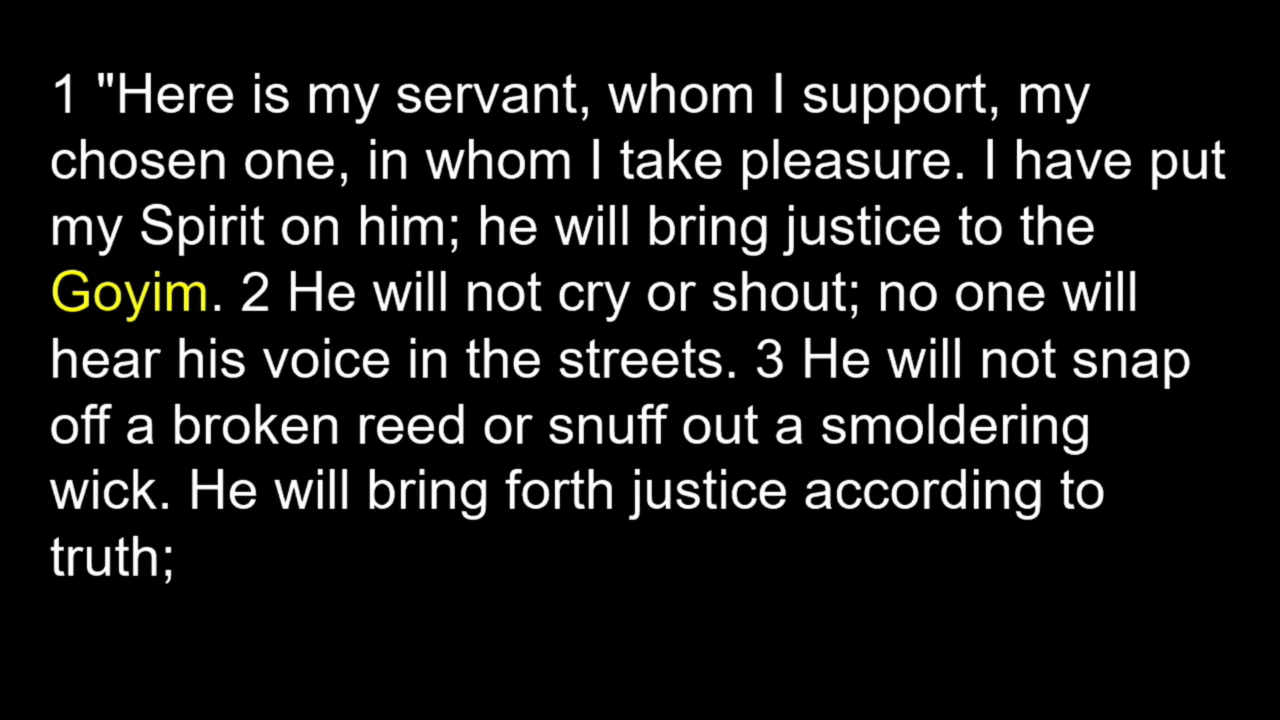 1 "Here is my servant, whom I support, my
chosen one, in whom I take pleasure. I have put
my Spirit on him; he will bring justice to the
Goyim. 2 He will not cry or shout; no one will
hear his voice in the streets. 3 He will not snap
off a broken reed or snuff out a smoldering
wick. He will bring forth justice according to
truth;